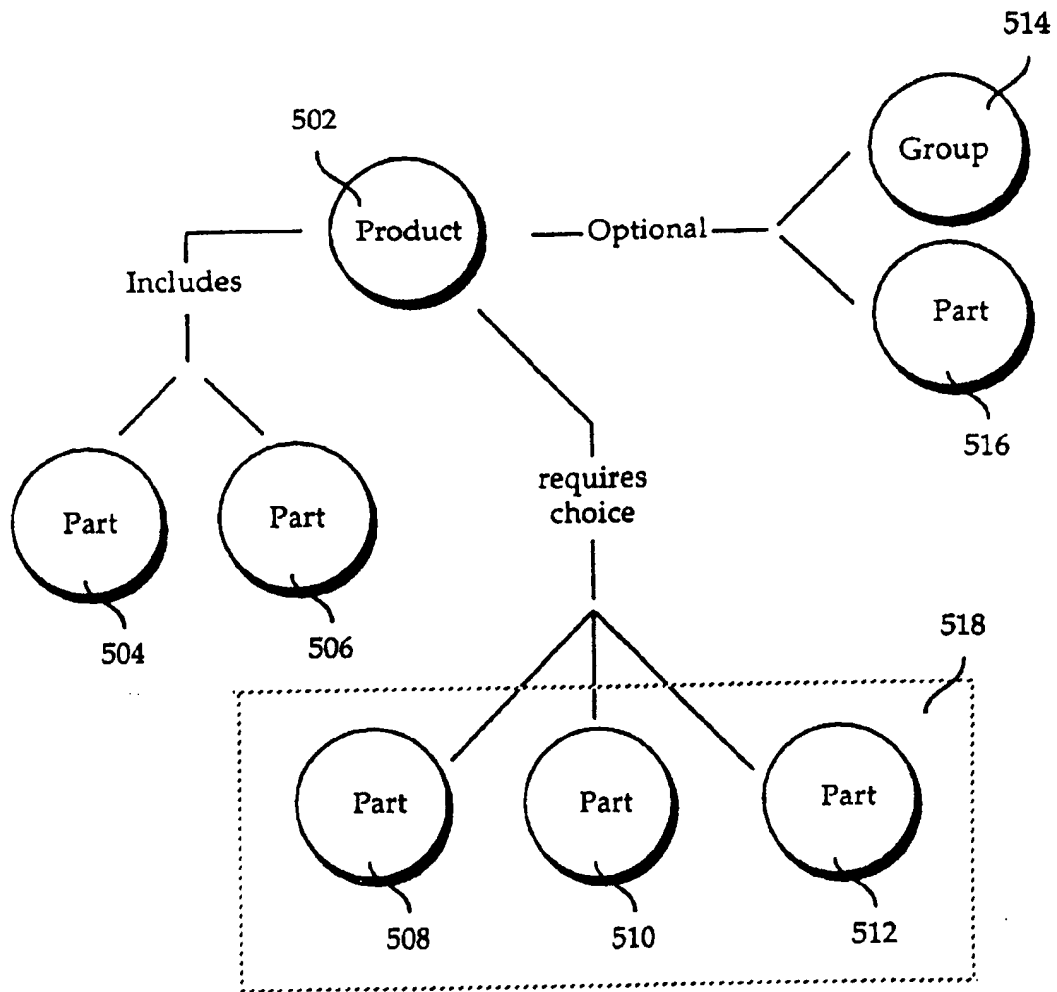 514
502
Group
Product
Optional
Includes
Part
516
requires
choice
Part
Part
504
506
518
Part
Part
Part
508
510
512